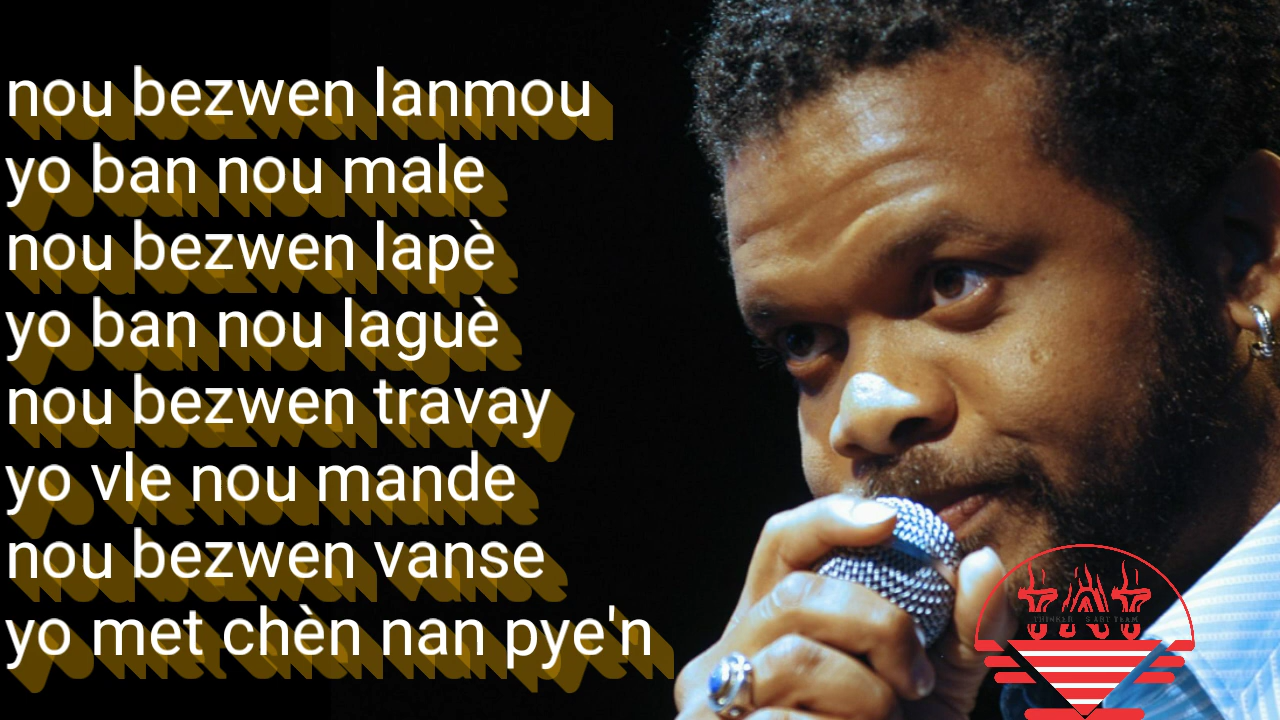 nou bezwen lanmou
yo ban nou male
nou bezwen lapè
yo ban nou laguè
nou bezwen travay
yo vle nou mande
nou bezwen vanse
yo met chèn nan pye'n
TAT